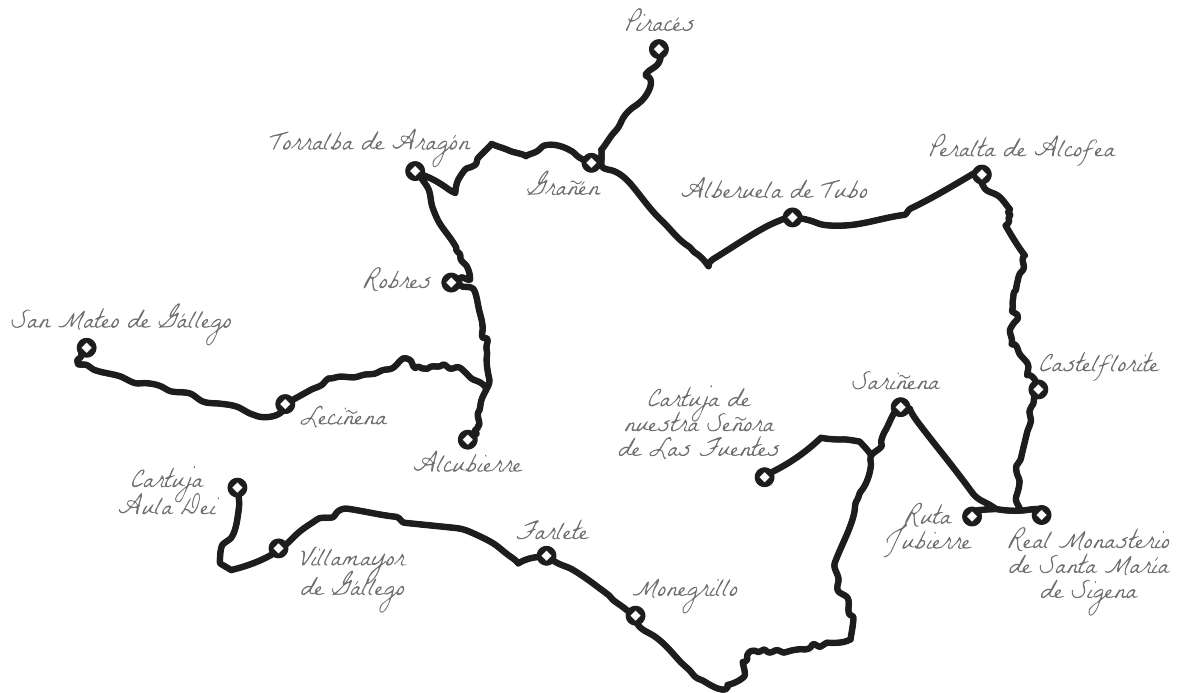 Piracés
Torralba de Aragón
Peralta de Alcofea
Grañén
Alberuela de Tubo
Robres
San Mateo de Gállego
Castelflorite
Sariñena
Cartuja de
nuestra Señora
de Las Fuentes
Leciñena
Alcubierre
Cartuja
Aula Dei
Ruta
Jubierre
Farlete
Real Monasterio
de Santa María
de Sigena
Villamayor
de Gállego
Monegrillo